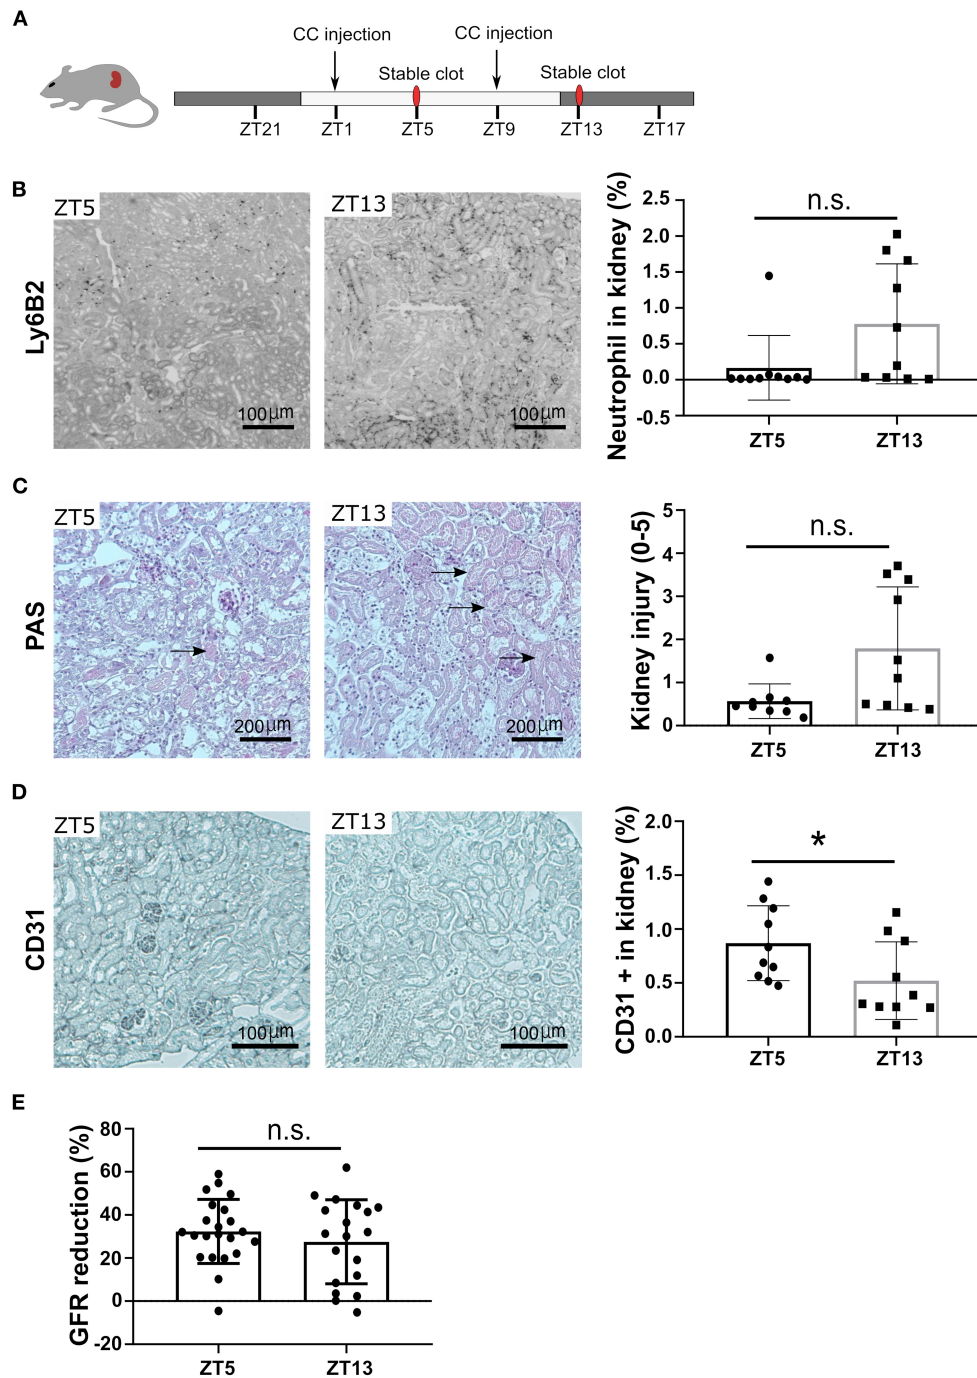 A
CC injection
CC injection
Stable clot
Stable clot
ZT21
ZT1
ZT5
ZT9
ZT13
ZT17
B
Ly6B2
ZT5
100μm
ZT13
100μm
Neutrophil in kidney (%)
n.s.
2.5
2.0
1.5
1.0
0.5
0.0
-0.5
ZT5
ZT13
C
PAS
ZT5
200μm
ZT13
200μm
Kidney injury (0-5)
n.s.
5
4
3
2
1
0
ZT5
ZT13
D
CD31
ZT5
100μm
ZT13
100μm
CD31 + in kidney (%)
*
2.0
1.5
1.0
0.5
0.0
ZT5
ZT13
E
GFR reduction (%)
n.s.
80
60
40
20
0
-20
ZT5
ZT13